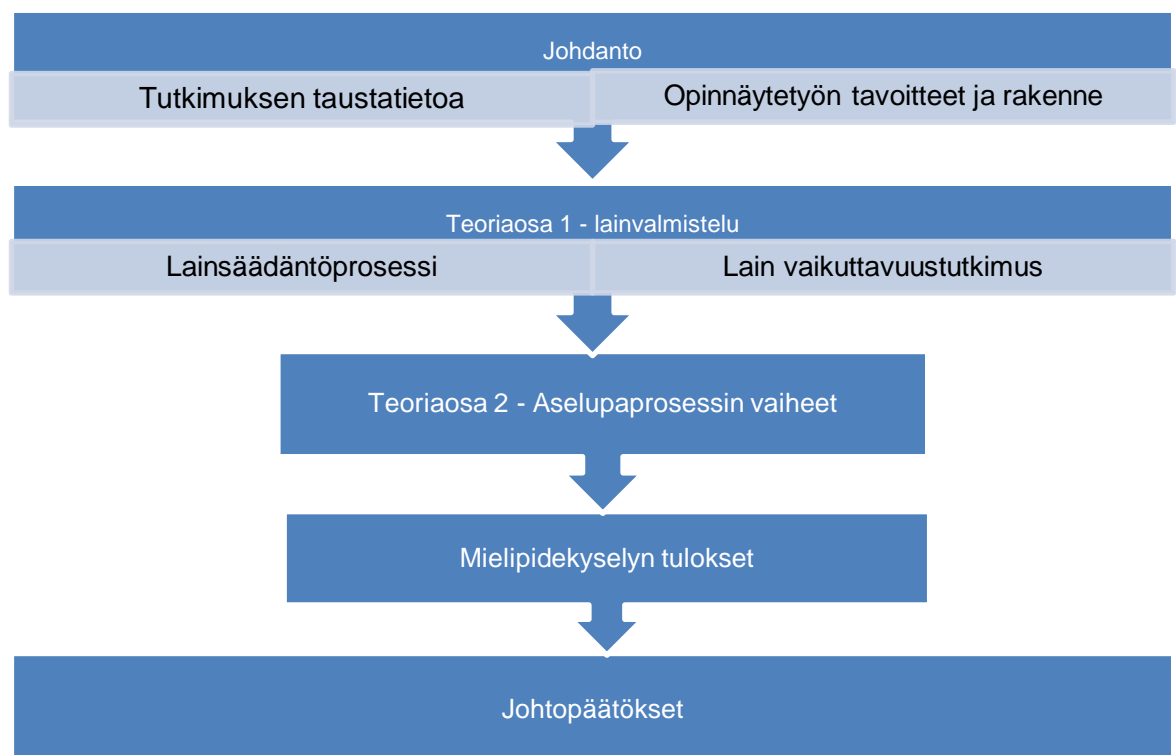 Johdanto
Tutkimuksen taustatietoa
Opinnäytetyön tavoitteet ja rakenne
Teoriaosa 1 - lainvalmistelu
Lainsäädäntöprosessi
Lain vaikuttavuustutkimus
Teoriaosa 2 - Aselupaprosessin vaiheet
Mielipidekyselyn tulokset
Johtopäätökset